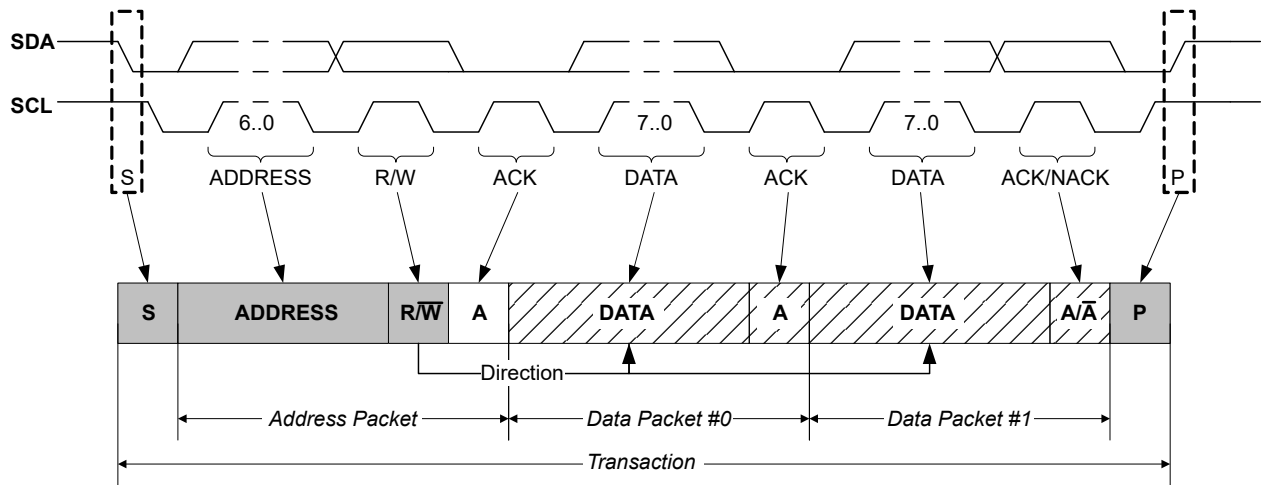 SDA
SCL
6..0 7..0 7..0
S ADDRESS R/W ACK DATA ACK DATA ACK/NACK P
S ADDRESS R/W̅ A DATA A DATA A/A̅ P
Direction
Address Packet Data Packet #0 Data Packet #1
Transaction